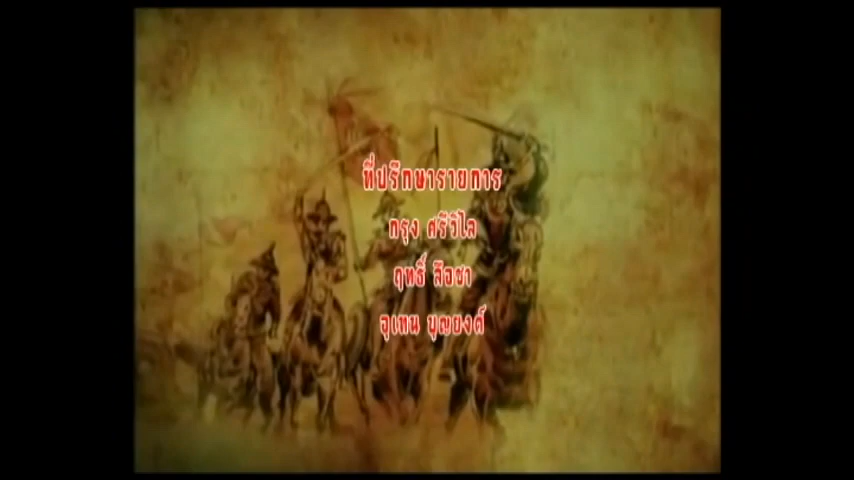 ที่ปรึกษารายการ
กรุง ศรีวิไล
ฤทธิ์ ลือชา
อุเทน บุญยงค์